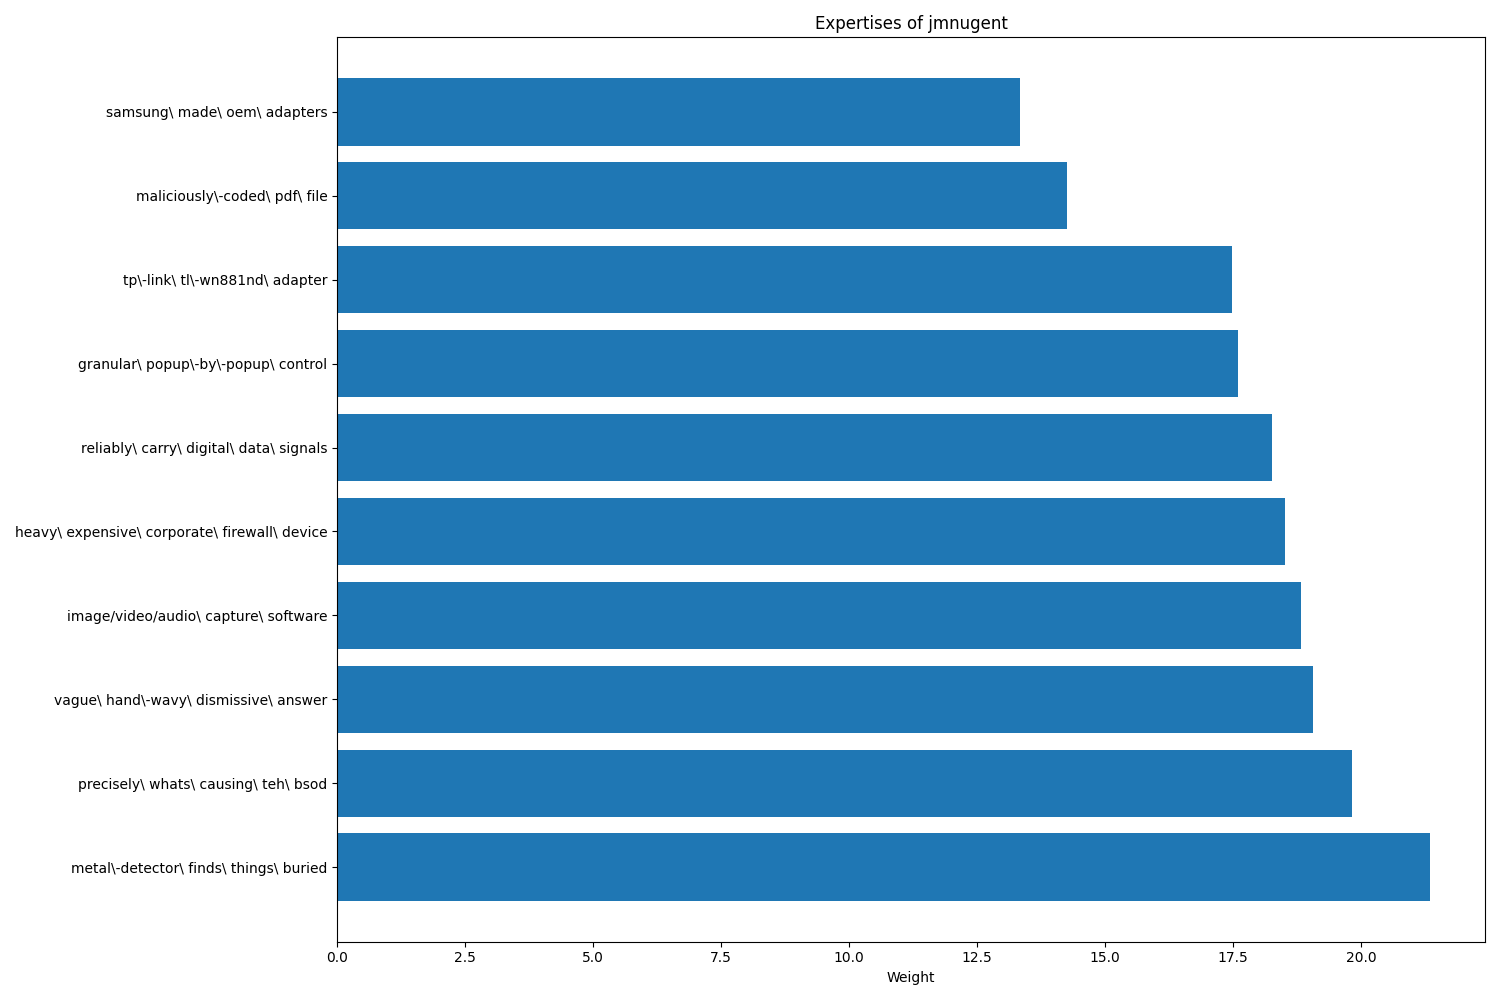 Expertises of jmnugent
samsung\ made\ oem\ adapters
maliciously\-coded\ pdf\ file
tp\-link\ tl\-wn881nd\ adapter
granular\ popup\-by\-popup\ control
reliably\ carry\ digital\ data\ signals
heavy\ expensive\ corporate\ firewall\ device
image/video/audio\ capture\ software
vague\ hand\-wavy\ dismissive\ answer
precisely\ whats\ causing\ teh\ bsod
metal\-detector\ finds\ things\ buried
0.0 2.5 5.0 7.5 10.0 12.5 15.0 17.5 20.0
Weight